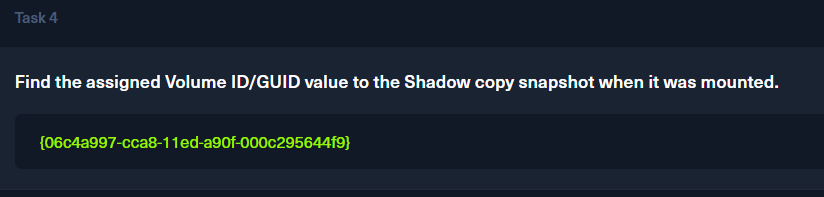 Task 4
Find the assigned Volume ID/GUID value to the Shadow copy snapshot when it was mounted.
{06c4a997-cca8-11ed-a90f-000c295644f9}